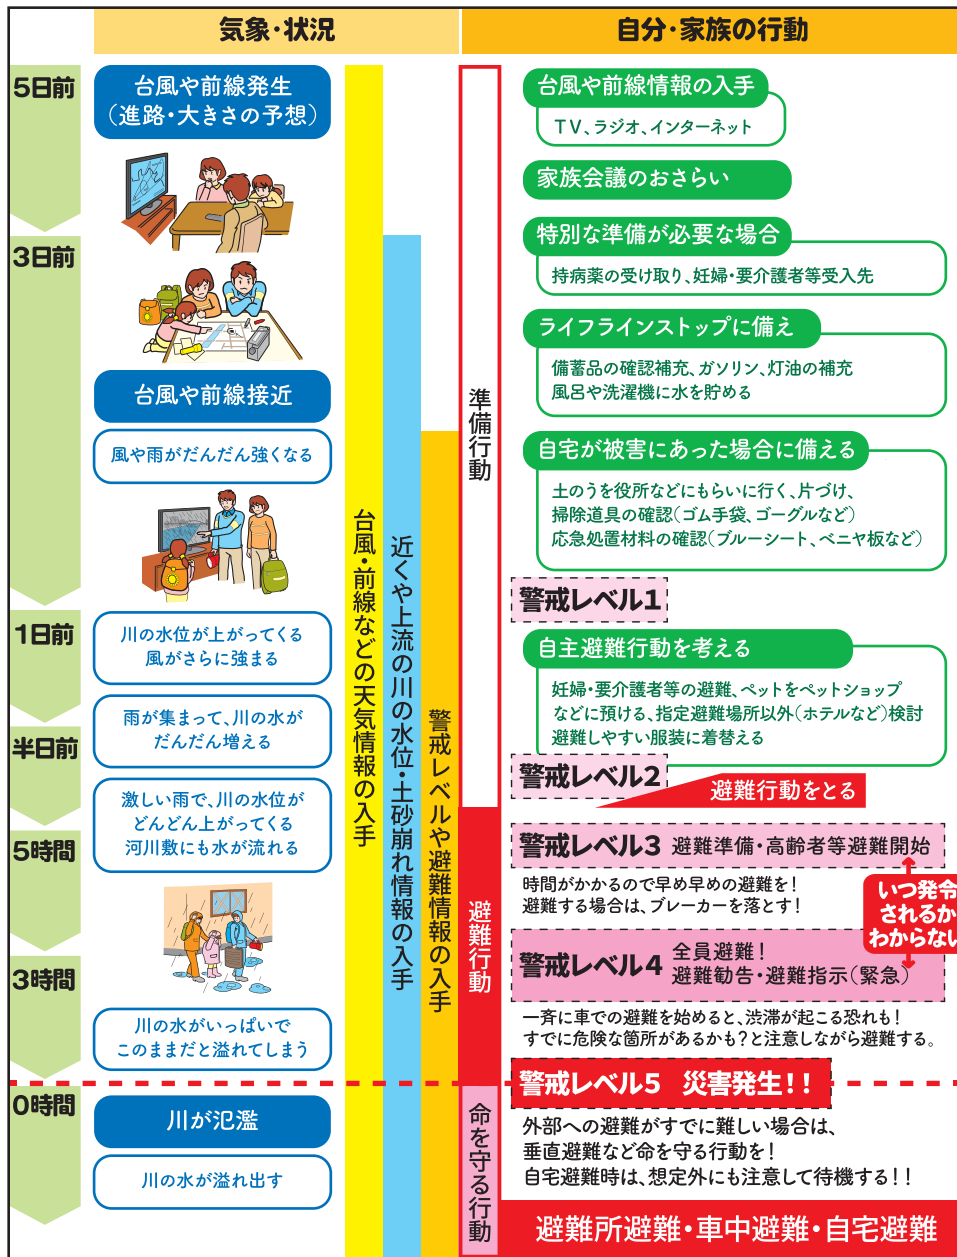 気象・状況
自分・家族の行動
5日前
台風や前線発生
(進路・大きさの予想)
台風や前線情報の入手
TV、ラジオ、インターネット
家族会議のおさらい
3日前
特別な準備が必要な場合
持病薬の受け取り、妊婦・要介護者等受入先
ライフラインストップに備え
備蓄品の確認補充、ガソリン、灯油の補充
風呂や洗濯機に水を貯める
台風や前線接近
風や雨がだんだん強くなる
自宅が被害にあった場合に備える
土のうを役所などにもらいに行く、片づけ、
掃除道具の確認(ゴム手袋、ゴーグルなど)
応急処置材料の確認(ブルーシート、ベニヤ板など)
台風・前線などの天気情報の入手
近くや上流の川の水位・土砂崩れ情報の入手
警戒レベルや避難情報の入手
準備行動
警戒レベル1
1日前
川の水位が上がってくる
風がさらに強まる
自主避難行動を考える
妊婦・要介護者等の避難、ペットをペットショップ
などに預ける、指定避難場所以外(ホテルなど)検討
避難しやすい服装に着替える
雨が集まって、川の水が
だんだん増える
半日前
警戒レベル2
避難行動をとる
激しい雨で、川の水位が
どんどん上がってくる
河川敷にも水が流れる
5時間
避難行動
警戒レベル3 避難準備・高齢者等避難開始
時間がかかるので早め早めの避難を!
避難する場合は、ブレーカーを落とす!
いつ発令
されるか
わからない
警戒レベル4
全員避難!
避難勧告・避難指示(緊急)
3時間
一斉に車での避難を始めると、渋滞が起こる恐れも!
すでに危険な箇所があるかも?と注意しながら避難する。
川の水がいっぱいで
このままだと溢れてしまう
警戒レベル5 災害発生!!
0時間
川が氾濫
川の水が溢れ出す
命を守る行動
外部への避難がすでに難しい場合は、
垂直避難など命を守る行動を!
自宅避難時は、想定外にも注意して待機する!!
避難所避難・車中避難・自宅避難